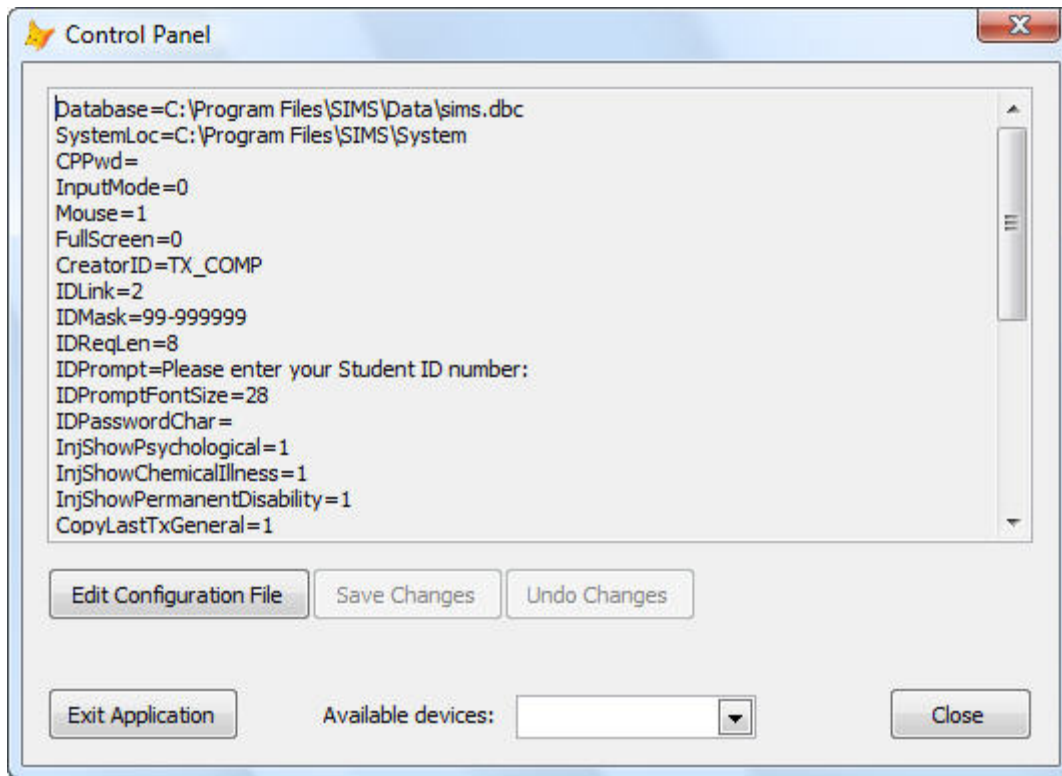 Control Panel
Database=C:\Program Files\SIMS\Data\sims.dbc
SystemLoc=C:\Program Files\SIMS\System
CPPwd=
InputMode=0
Mouse=1
FullScreen=0
CreatorID=TX_COMP
IDLink=2
IDMask=99-999999
IDReqLen=8
IDPrompt=Please enter your Student ID number:
IDPromptFontSize=28
IDPasswordChar=
InjShowPsychological=1
InjShowChemicalIllness=1
InjShowPermanentDisability=1
CopyLastTxGeneral=1
Edit Configuration File Save Changes Undo Changes
Exit Application Available devices: Close